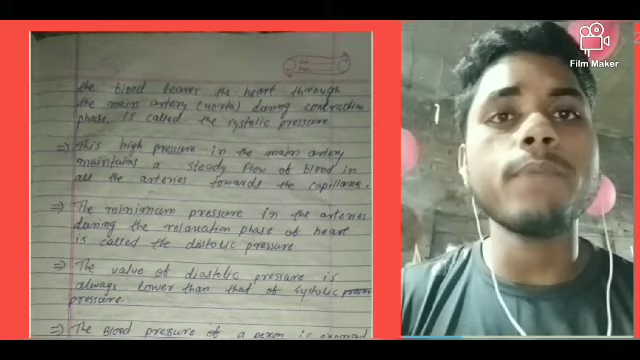 the blood leaves the heart through
the main artery (aorta) during contraction
phase is called the systolic pressure
⇒ This high pressure in the main artery
maintains a steady flow of blood in
all the arteries towards the capillaries.
⇒ The minimum pressure in the arteries
during the relaxation phase of heart
is called the distolic pressure
⇒ The value of diastolic pressure is
always lower than that of systolic
pressure.
⇒ The Blood pressure of a person is
Film Maker
2